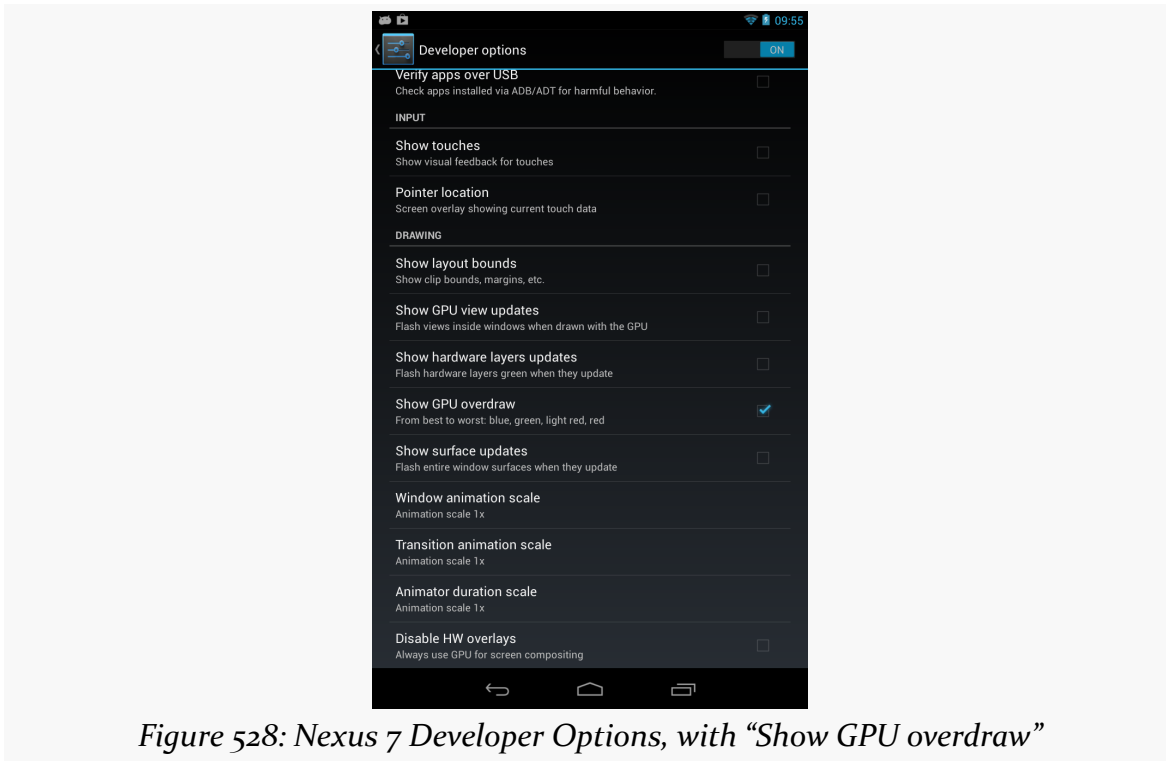 09:55
Developer options
ON
Verify apps over USB
Check apps installed via ADB/ADT for harmful behavior.
INPUT
Show touches
Show visual feedback for touches
Pointer location
Screen overlay showing current touch data
DRAWING
Show layout bounds
Show clip bounds, margins, etc.
Show GPU view updates
Flash views inside windows when drawn with the GPU
Show hardware layers updates
Flash hardware layers green when they update
Show GPU overdraw
From best to worst: blue, green, light red, red
Show surface updates
Flash entire window surfaces when they update
Window animation scale
Animation scale 1x
Transition animation scale
Animation scale 1x
Animator duration scale
Animation scale 1x
Disable HW overlays
Always use GPU for screen compositing
Figure 528: Nexus 7 Developer Options, with “Show GPU overdraw”